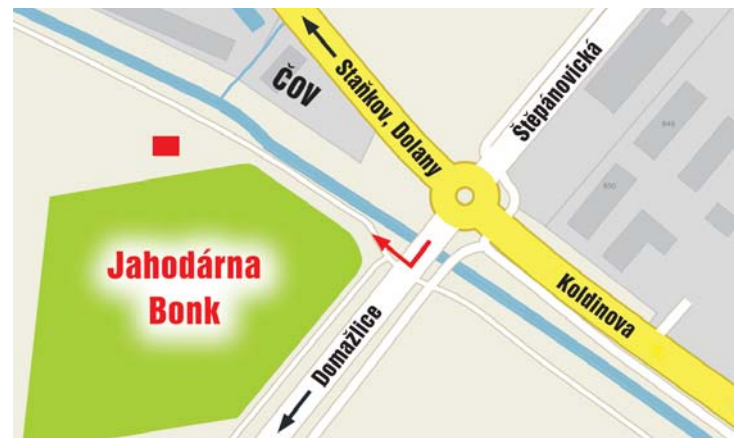 ČOV
Staňkov, Dolany
Štěpánovická
Jahodárna
Bonk
Koldinova
Domažlice